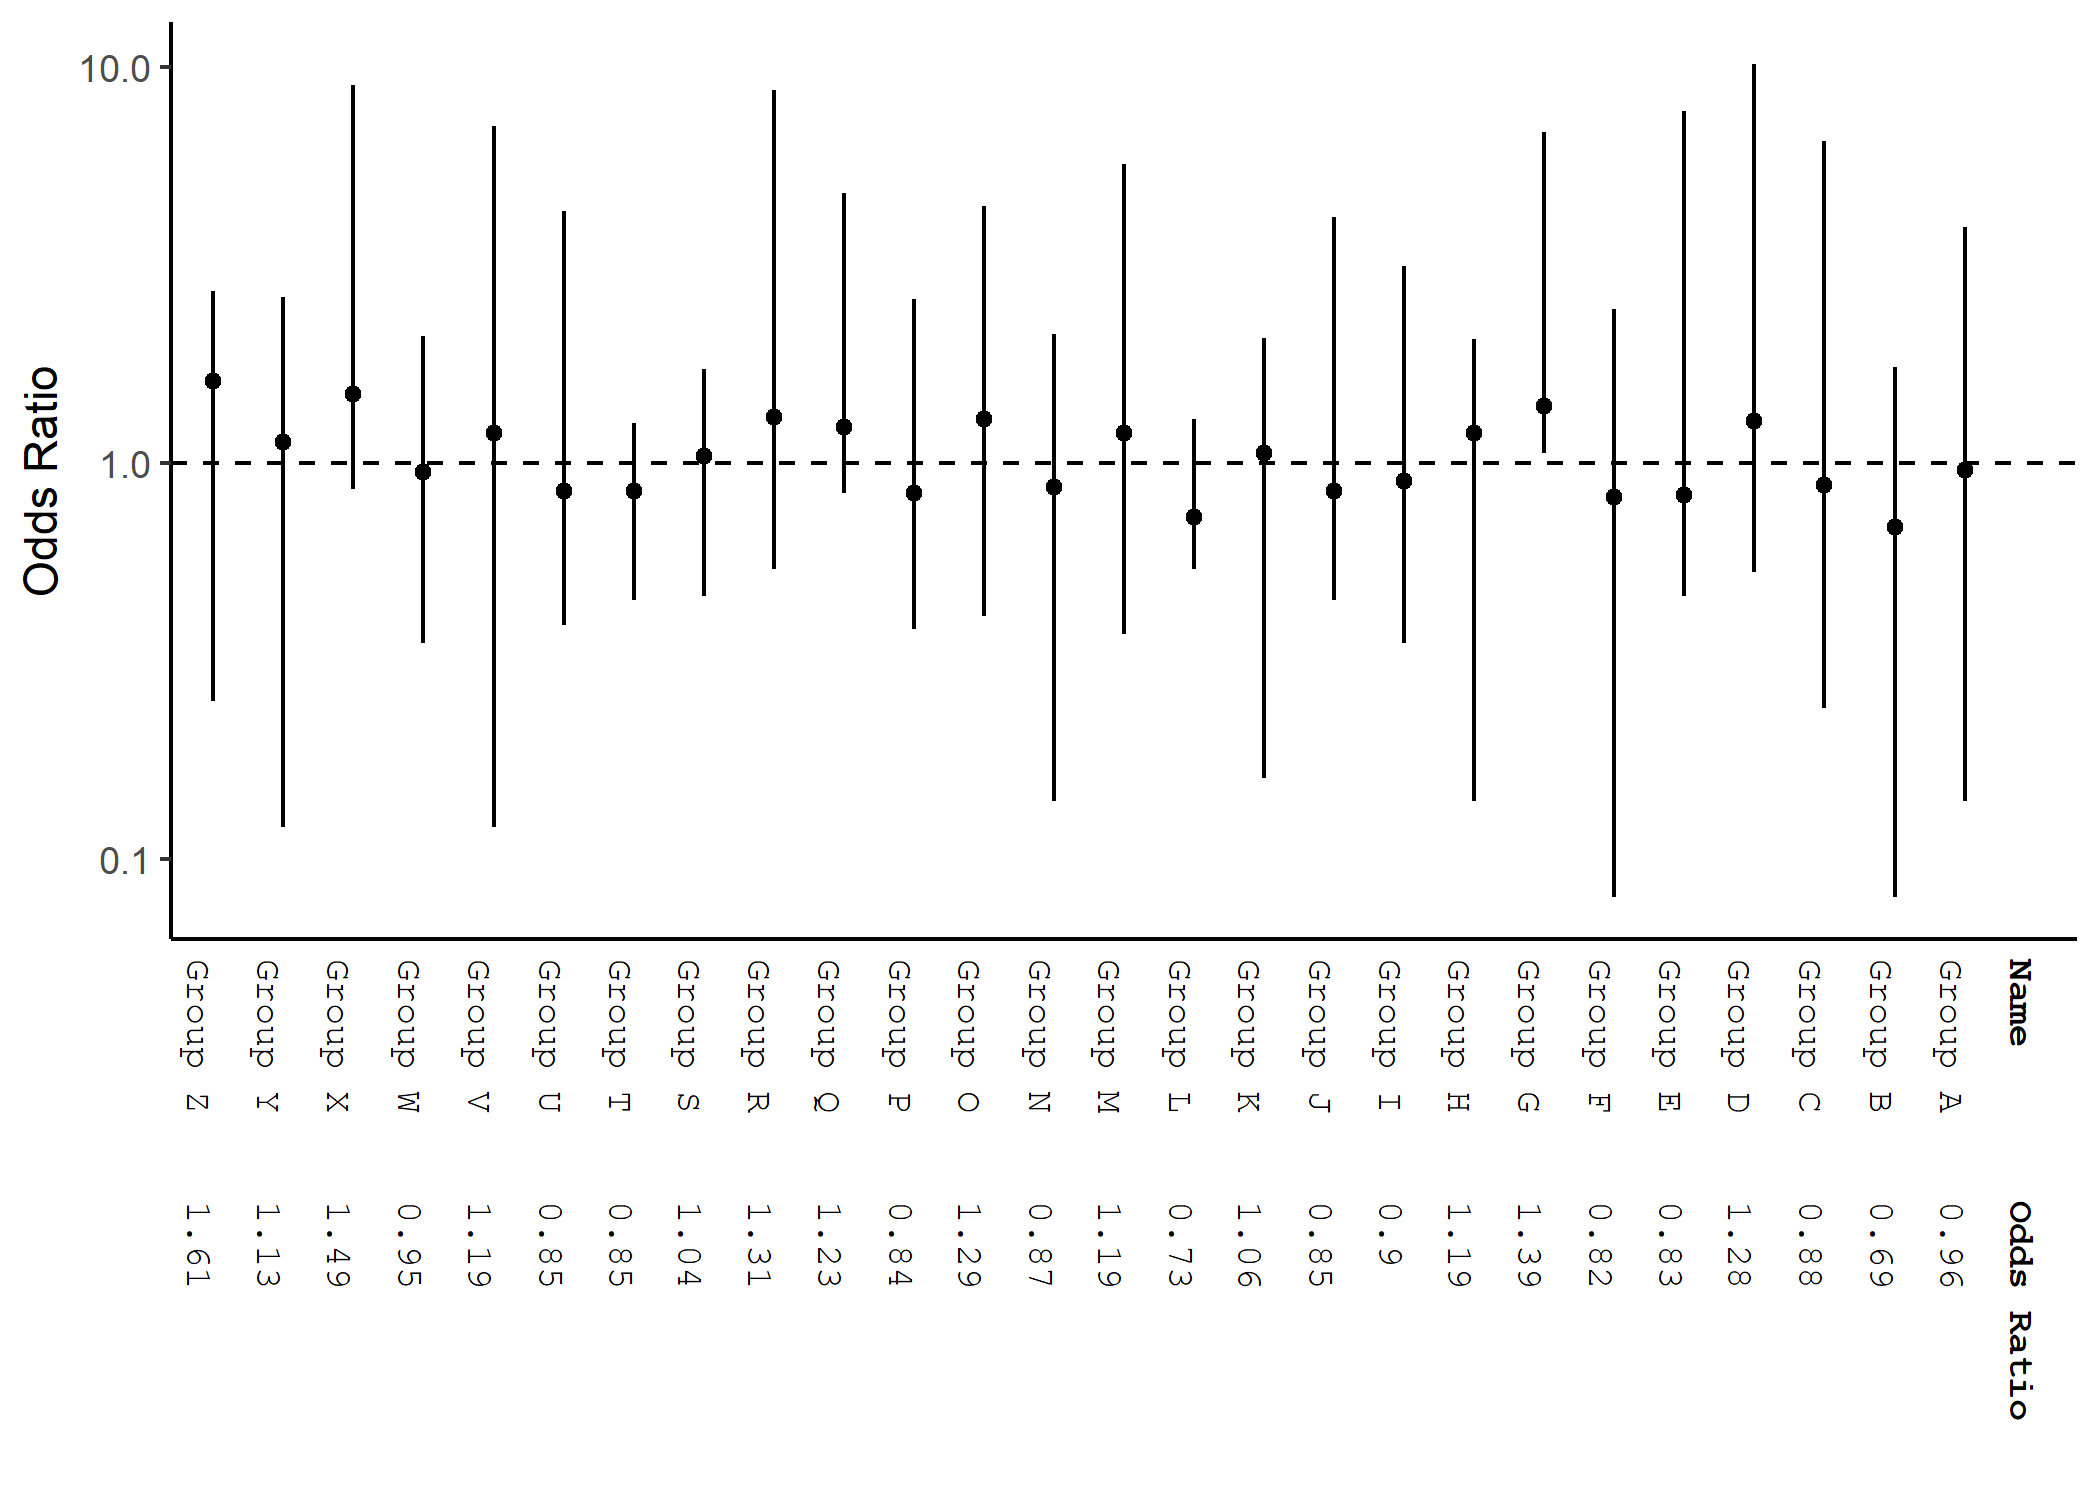 Odds Ratio
10.0
1.0
0.1
Name Odds Ratio
Group A 0.96
Group B 0.69
Group C 0.88
Group D 1.28
Group E 0.83
Group F 0.82
Group G 1.39
Group H 1.19
Group I 0.9
Group J 0.85
Group K 1.06
Group L 0.73
Group M 1.19
Group N 0.87
Group O 1.29
Group P 0.84
Group Q 1.23
Group R 1.31
Group S 1.04
Group T 0.85
Group U 0.85
Group V 1.19
Group W 0.95
Group X 1.49
Group Y 1.13
Group Z 1.61